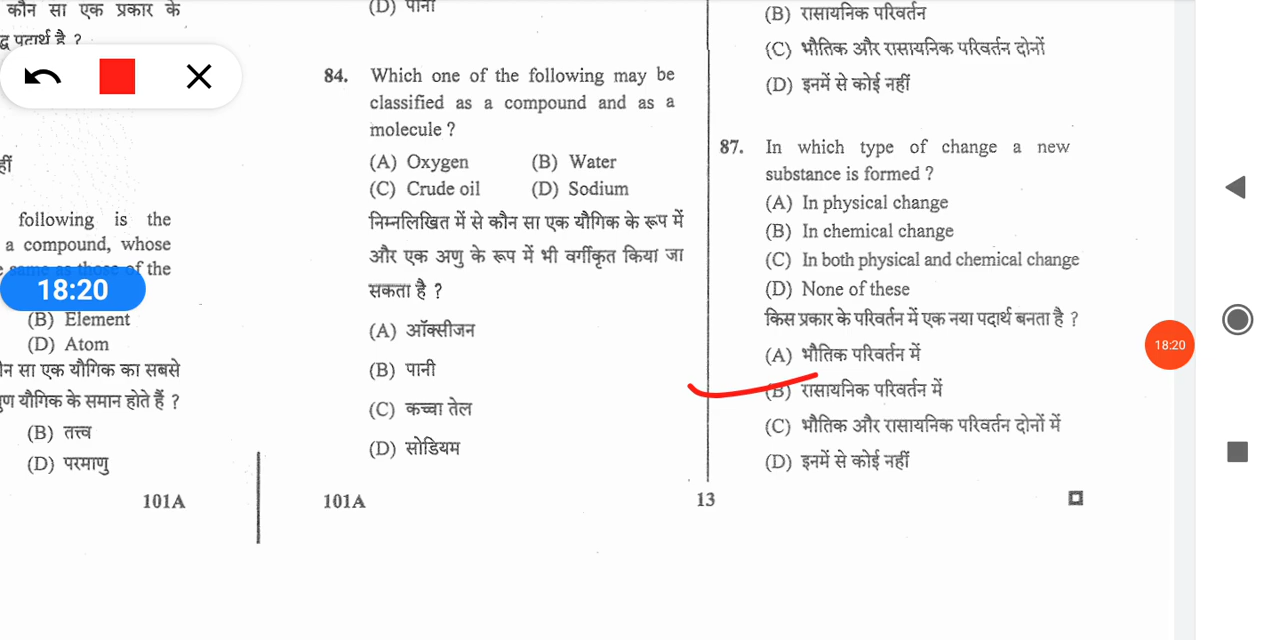 कौन सा एक प्रकार के
पदार्थ है ?
following is the
a compound, whose
same as those of the
18:20
(B) Element
(D) Atom
सा एक यौगिक का सबसे
यौगिक के समान होते हैं ?
(B) तत्त्व
(D) परमाणु
101A
(D) पानी
84. Which one of the following may be
classified as a compound and as a
molecule ?
(A) Oxygen (B) Water
(C) Crude oil (D) Sodium
निम्नलिखित में से कौन सा एक यौगिक के रूप में
और एक अणु के रूप में भी वर्गीकृत किया जा
सकता है ?
(A) ऑक्सीजन
(B) पानी
(C) कच्चा तेल
(D) सोडियम
101A
13
(B) रासायनिक परिवर्तन
(C) भौतिक और रासायनिक परिवर्तन दोनों
(D) इनमें से कोई नहीं
87. In which type of change a new
substance is formed ?
(A) In physical change
(B) In chemical change
(C) In both physical and chemical change
(D) None of these
किस प्रकार के परिवर्तन में एक नया पदार्थ बनता है ?
(A) भौतिक परिवर्तन में
(B) रासायनिक परिवर्तन में
(C) भौतिक और रासायनिक परिवर्तन दोनों में
(D) इनमें से कोई नहीं
18:20